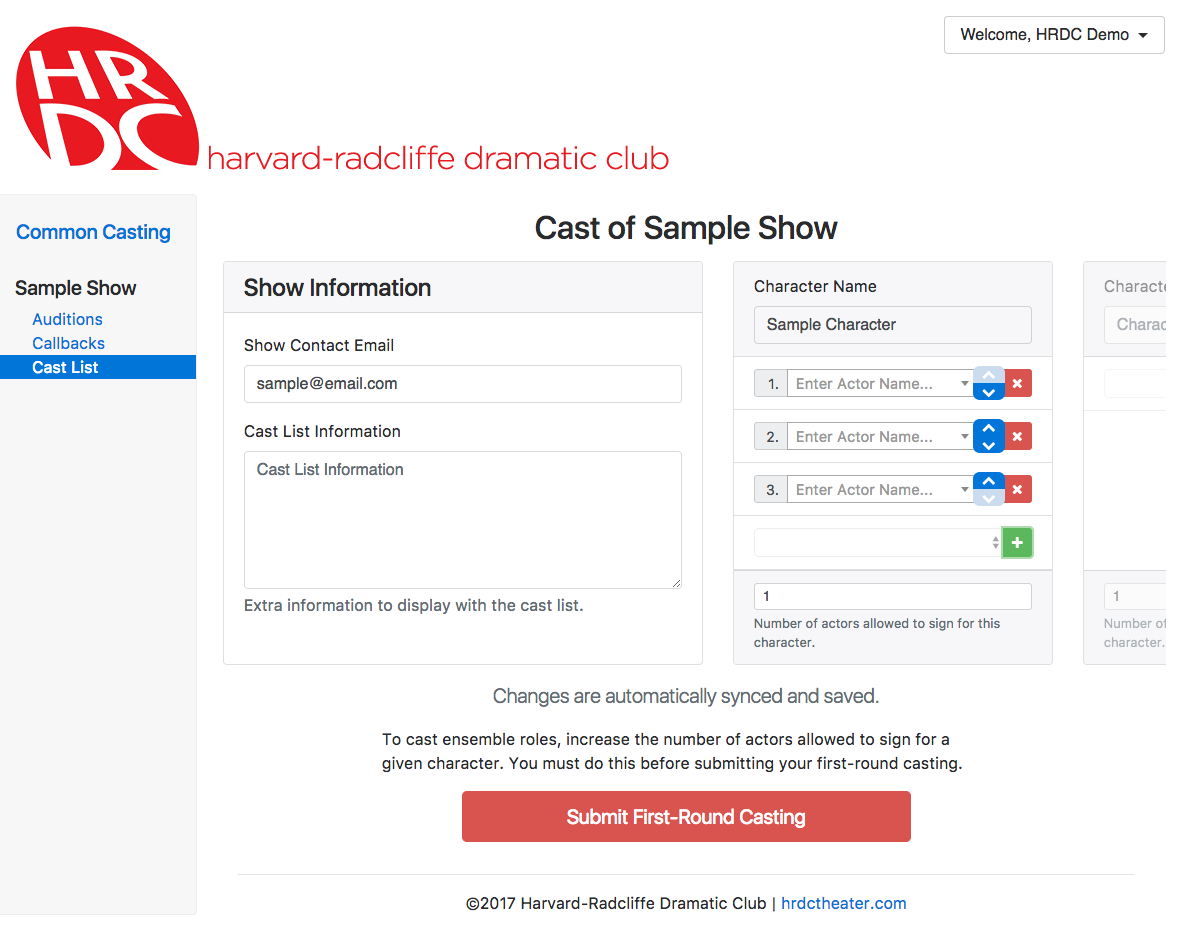 HR
DC
harvard-radcliffe dramatic club
Welcome, HRDC Demo
Common Casting
Sample Show
Auditions
Callbacks
Cast List
Cast of Sample Show
Show Information
Show Contact Email
sample@email.com
Cast List Information
Cast List Information
Extra information to display with the cast list.
Character Name
Sample Character
1. Enter Actor Name...
2. Enter Actor Name...
3. Enter Actor Name...
1
Number of actors allowed to sign for this
character.
Characte
Charac
1
Number of
character.
Changes are automatically synced and saved.
To cast ensemble roles, increase the number of actors allowed to sign for a
given character. You must do this before submitting your first-round casting.
Submit First-Round Casting
©2017 Harvard-Radcliffe Dramatic Club | hrdctheater.com